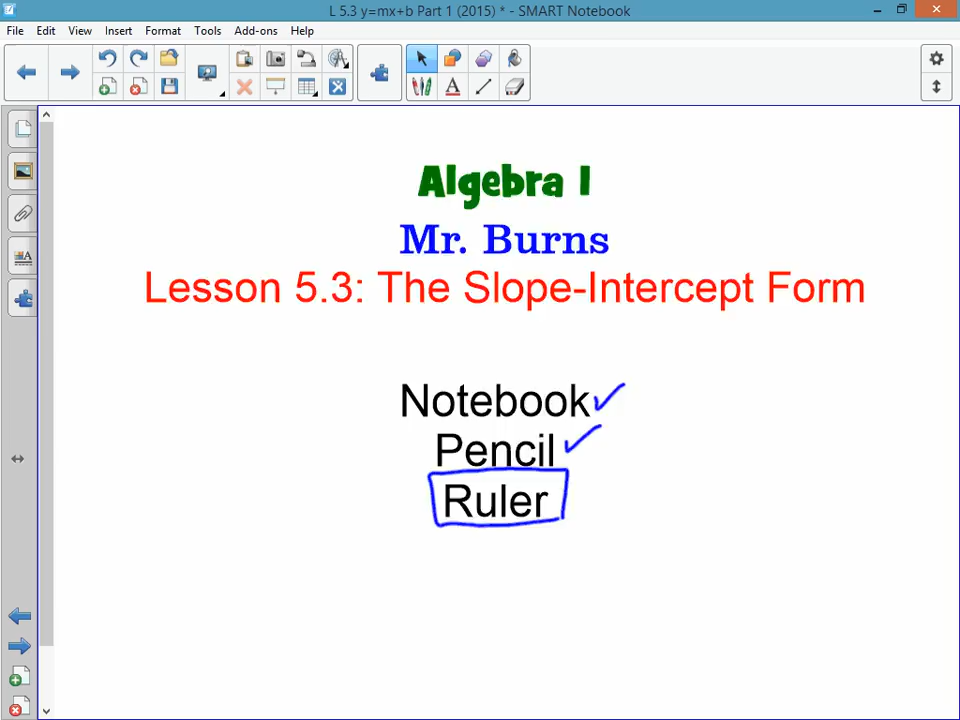 L 5.3 y=mx+b Part 1 (2015) * - SMART Notebook
File Edit View Insert Format Tools Add-ons Help
Algebra 1
Mr. Burns
Lesson 5.3: The Slope-Intercept Form
Notebook
Pencil
Ruler